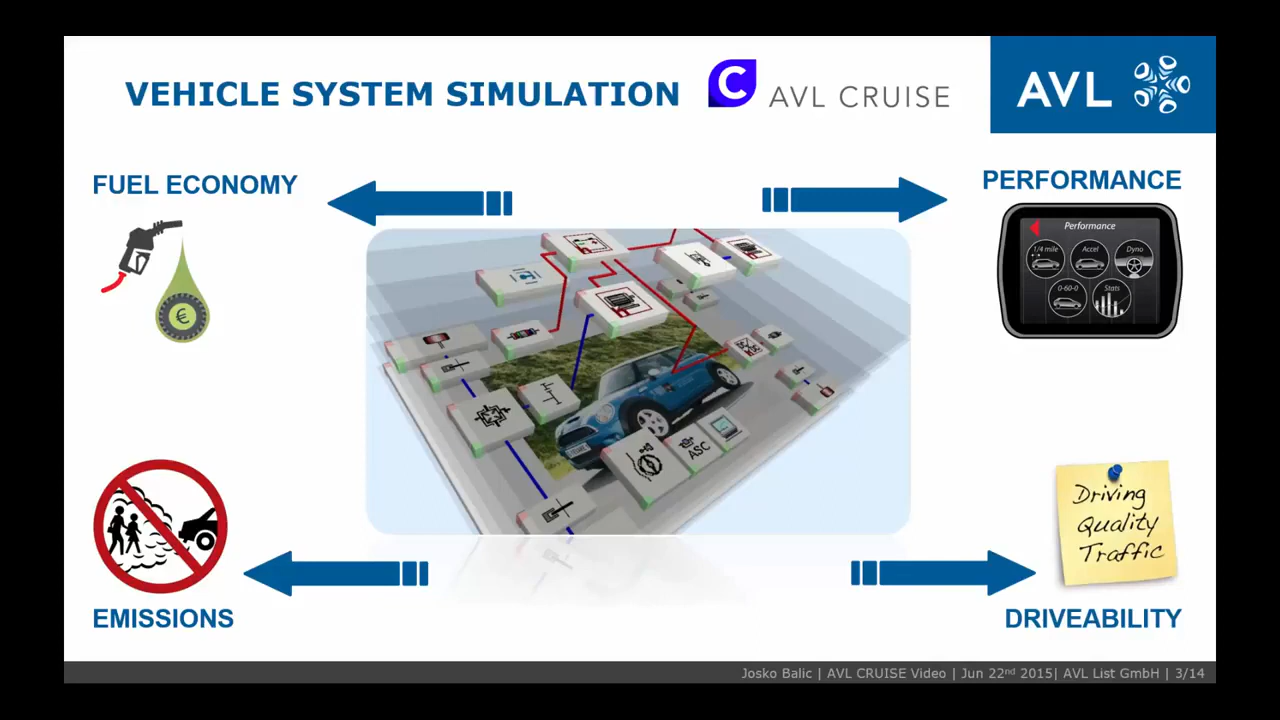 VEHICLE SYSTEM SIMULATION
C AVL CRUISE
AVL
FUEL ECONOMY
PERFORMANCE
€
Performance
1/4 mile
Accel
Dyno
0-60-0
Stats
ASC
Driving
Quality
Traffic
EMISSIONS
DRIVEABILITY
Josko Balic | AVL CRUISE Video | Jun 22nd 2015| AVL List GmbH | 3/14